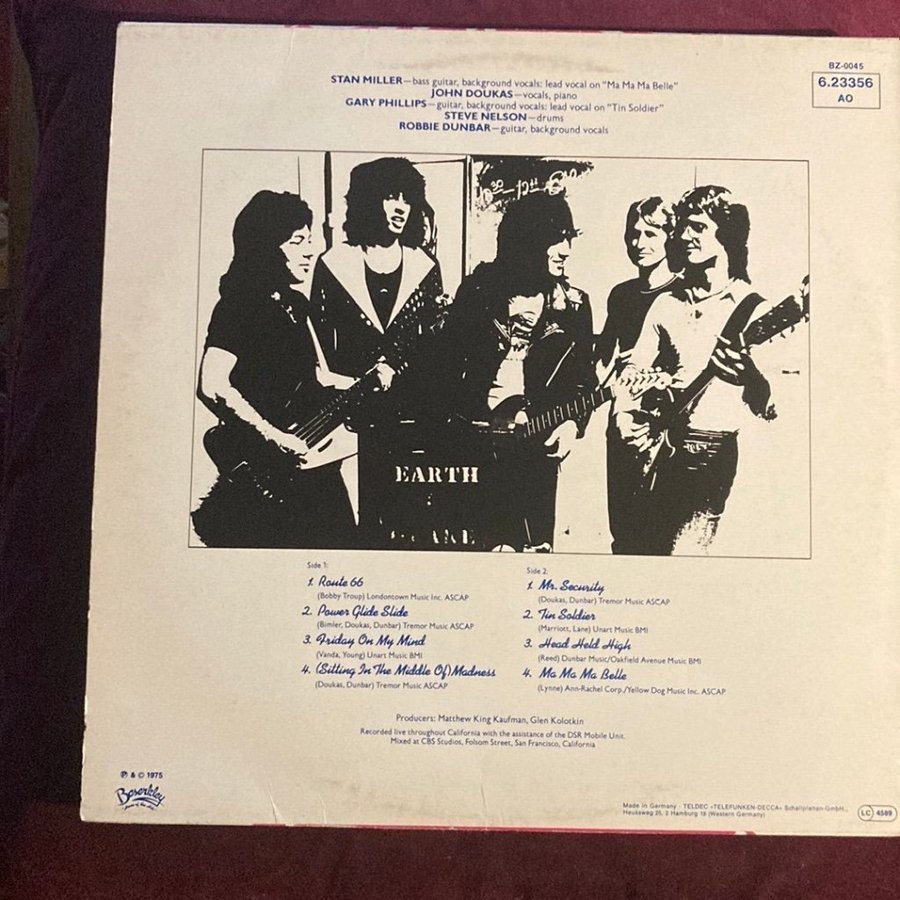 BZ-0045
6.23356
AO
STAN MILLER—bass guitar, background vocals: lead vocal on "Ma Ma Ma Belle"
JOHN DOUKAS—vocals, piano
GARY PHILLIPS—guitar, background vocals: lead vocal on "Tin Soldier"
STEVE NELSON—drums
ROBBIE DUNBAR—guitar, background vocals
EARTH
Side 1:
1. Route 66
(Bobby Troup) Londontown Music Inc. ASCAP
2. Power Glide Slide
(Bimler, Doukas, Dunbar) Tremor Music ASCAP
3. Friday On My Mind
(Vanda, Young) Unart Music BMI
4. (Sitting In The Middle Of) Madness
(Doukas, Dunbar) Tremor Music ASCAP
Side 2:
1. Mr. Security
(Doukas, Dunbar) Tremor Music ASCAP
2. Tin Soldier
(Marriott, Lane) Unart Music BMI
3. Head Held High
(Reed) Dunbar Music/Oakfield Avenue Music BMI
4. Ma Ma Ma Belle
(Lynne) Ann-Rachel Corp./Yellow Dog Music Inc. ASCAP
Producers: Matthew King Kaufman, Glen Kolotkin
Recorded live throughout California with the assistance of the DSR Mobile Unit.
Mixed at CBS Studios, Folsom Street, San Francisco, California
℗ & © 1975
Beserkley
Made in Germany · TELDEC »TELEFUNKEN-DECCA« Schallplatten-GmbH.,
Heussweg 25, 2 Hamburg 19 (Western Germany)
LC 4589